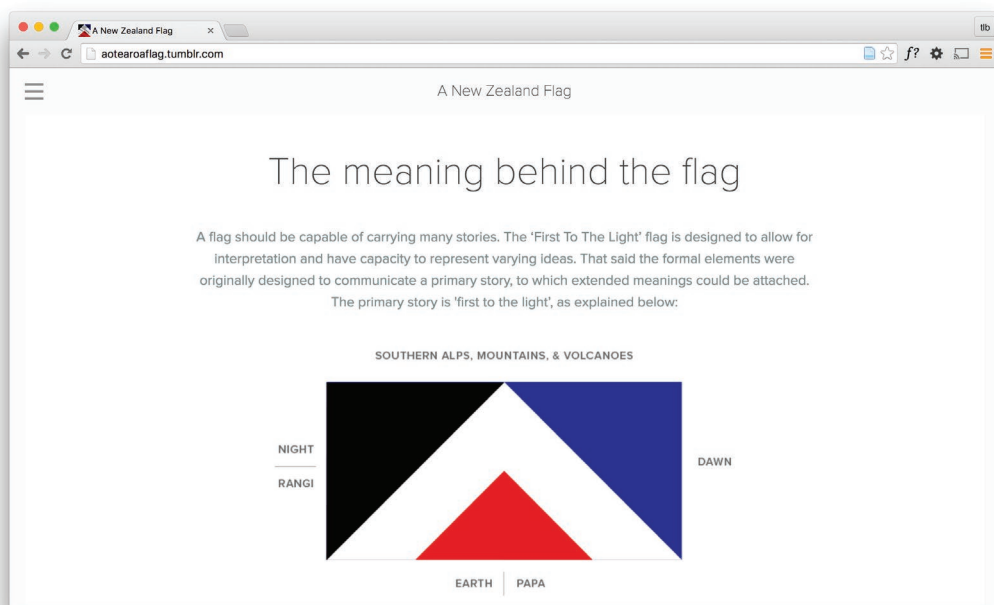 A New Zealand Flag
tlb
aotearoaflag.tumblr.com
f?
A New Zealand Flag
The meaning behind the flag
A flag should be capable of carrying many stories. The ‘First To The Light’ flag is designed to allow for
interpretation and have capacity to represent varying ideas. That said the formal elements were
originally designed to communicate a primary story, to which extended meanings could be attached.
The primary story is 'first to the light', as explained below:
SOUTHERN ALPS, MOUNTAINS, & VOLCANOES
NIGHT
RANGI
DAWN
EARTH PAPA